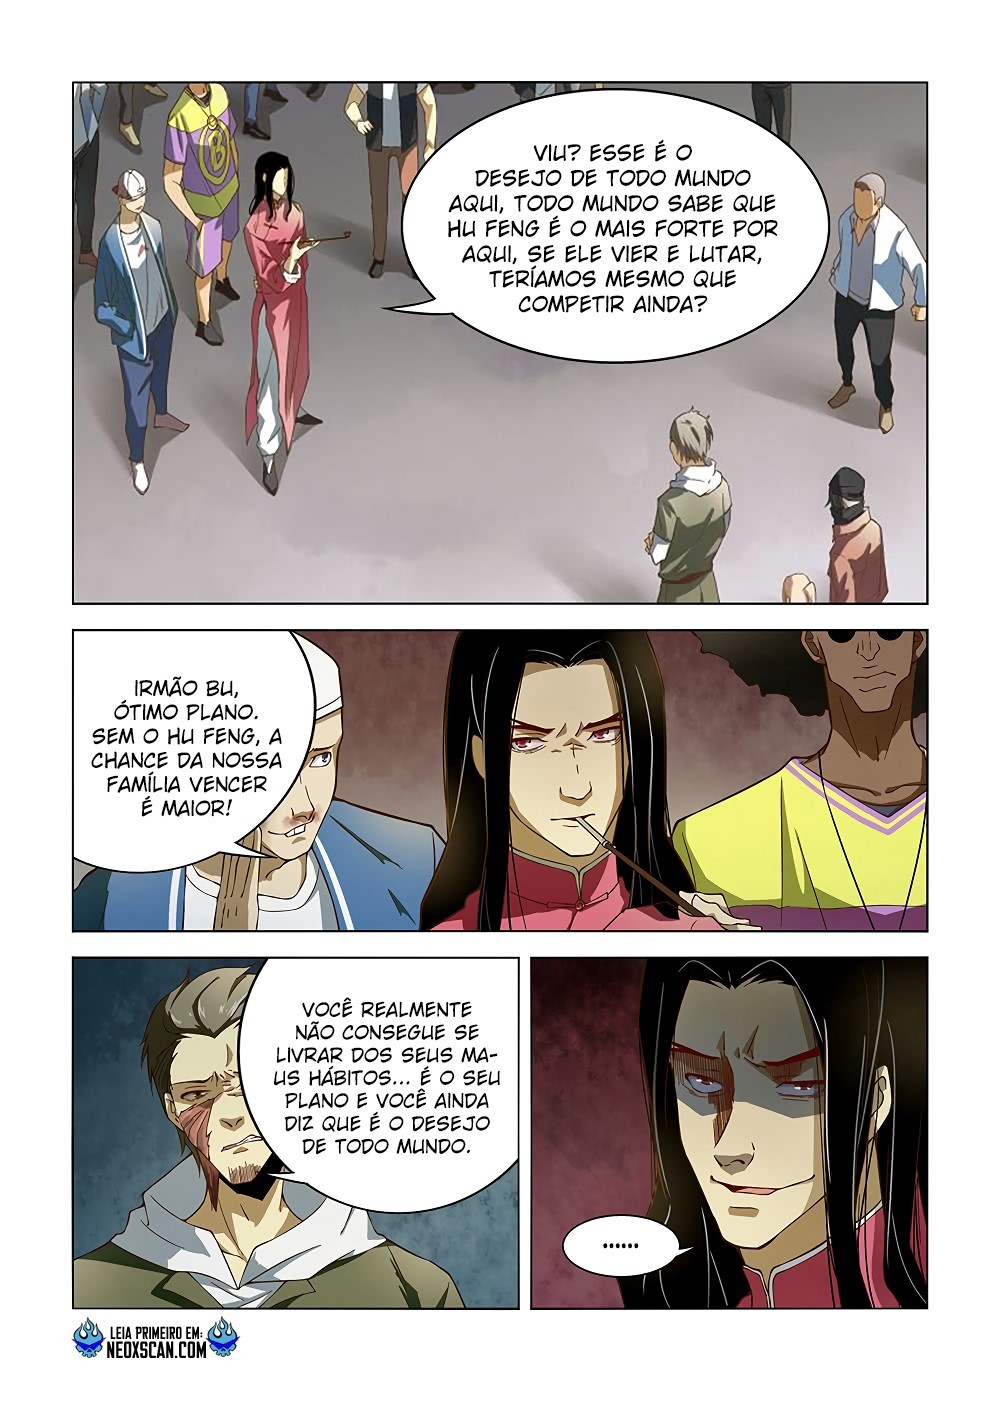 VIU? ESSE É O
DESEJO DE TODO MUNDO
AQUI, TODO MUNDO SABE QUE
HU FENG É O MAIS FORTE POR
AQUI, SE ELE VIER E LUTAR,
TERÍAMOS MESMO QUE
COMPETIR AINDA?
B
IRMÃO BU,
ÓTIMO PLANO.
SEM O HU FENG, A
CHANCE DA NOSSA
FAMÍLIA VENCER
É MAIOR!
VOCÊ REALMENTE
NÃO CONSEGUE SE
LIVRAR DOS SEUS MA-
US HÁBITOS... É O SEU
PLANO E VOCÊ AINDA
DIZ QUE É O DESEJO
DE TODO MUNDO.
......
LEIA PRIMEIRO EM:
NEOXSCAN.COM